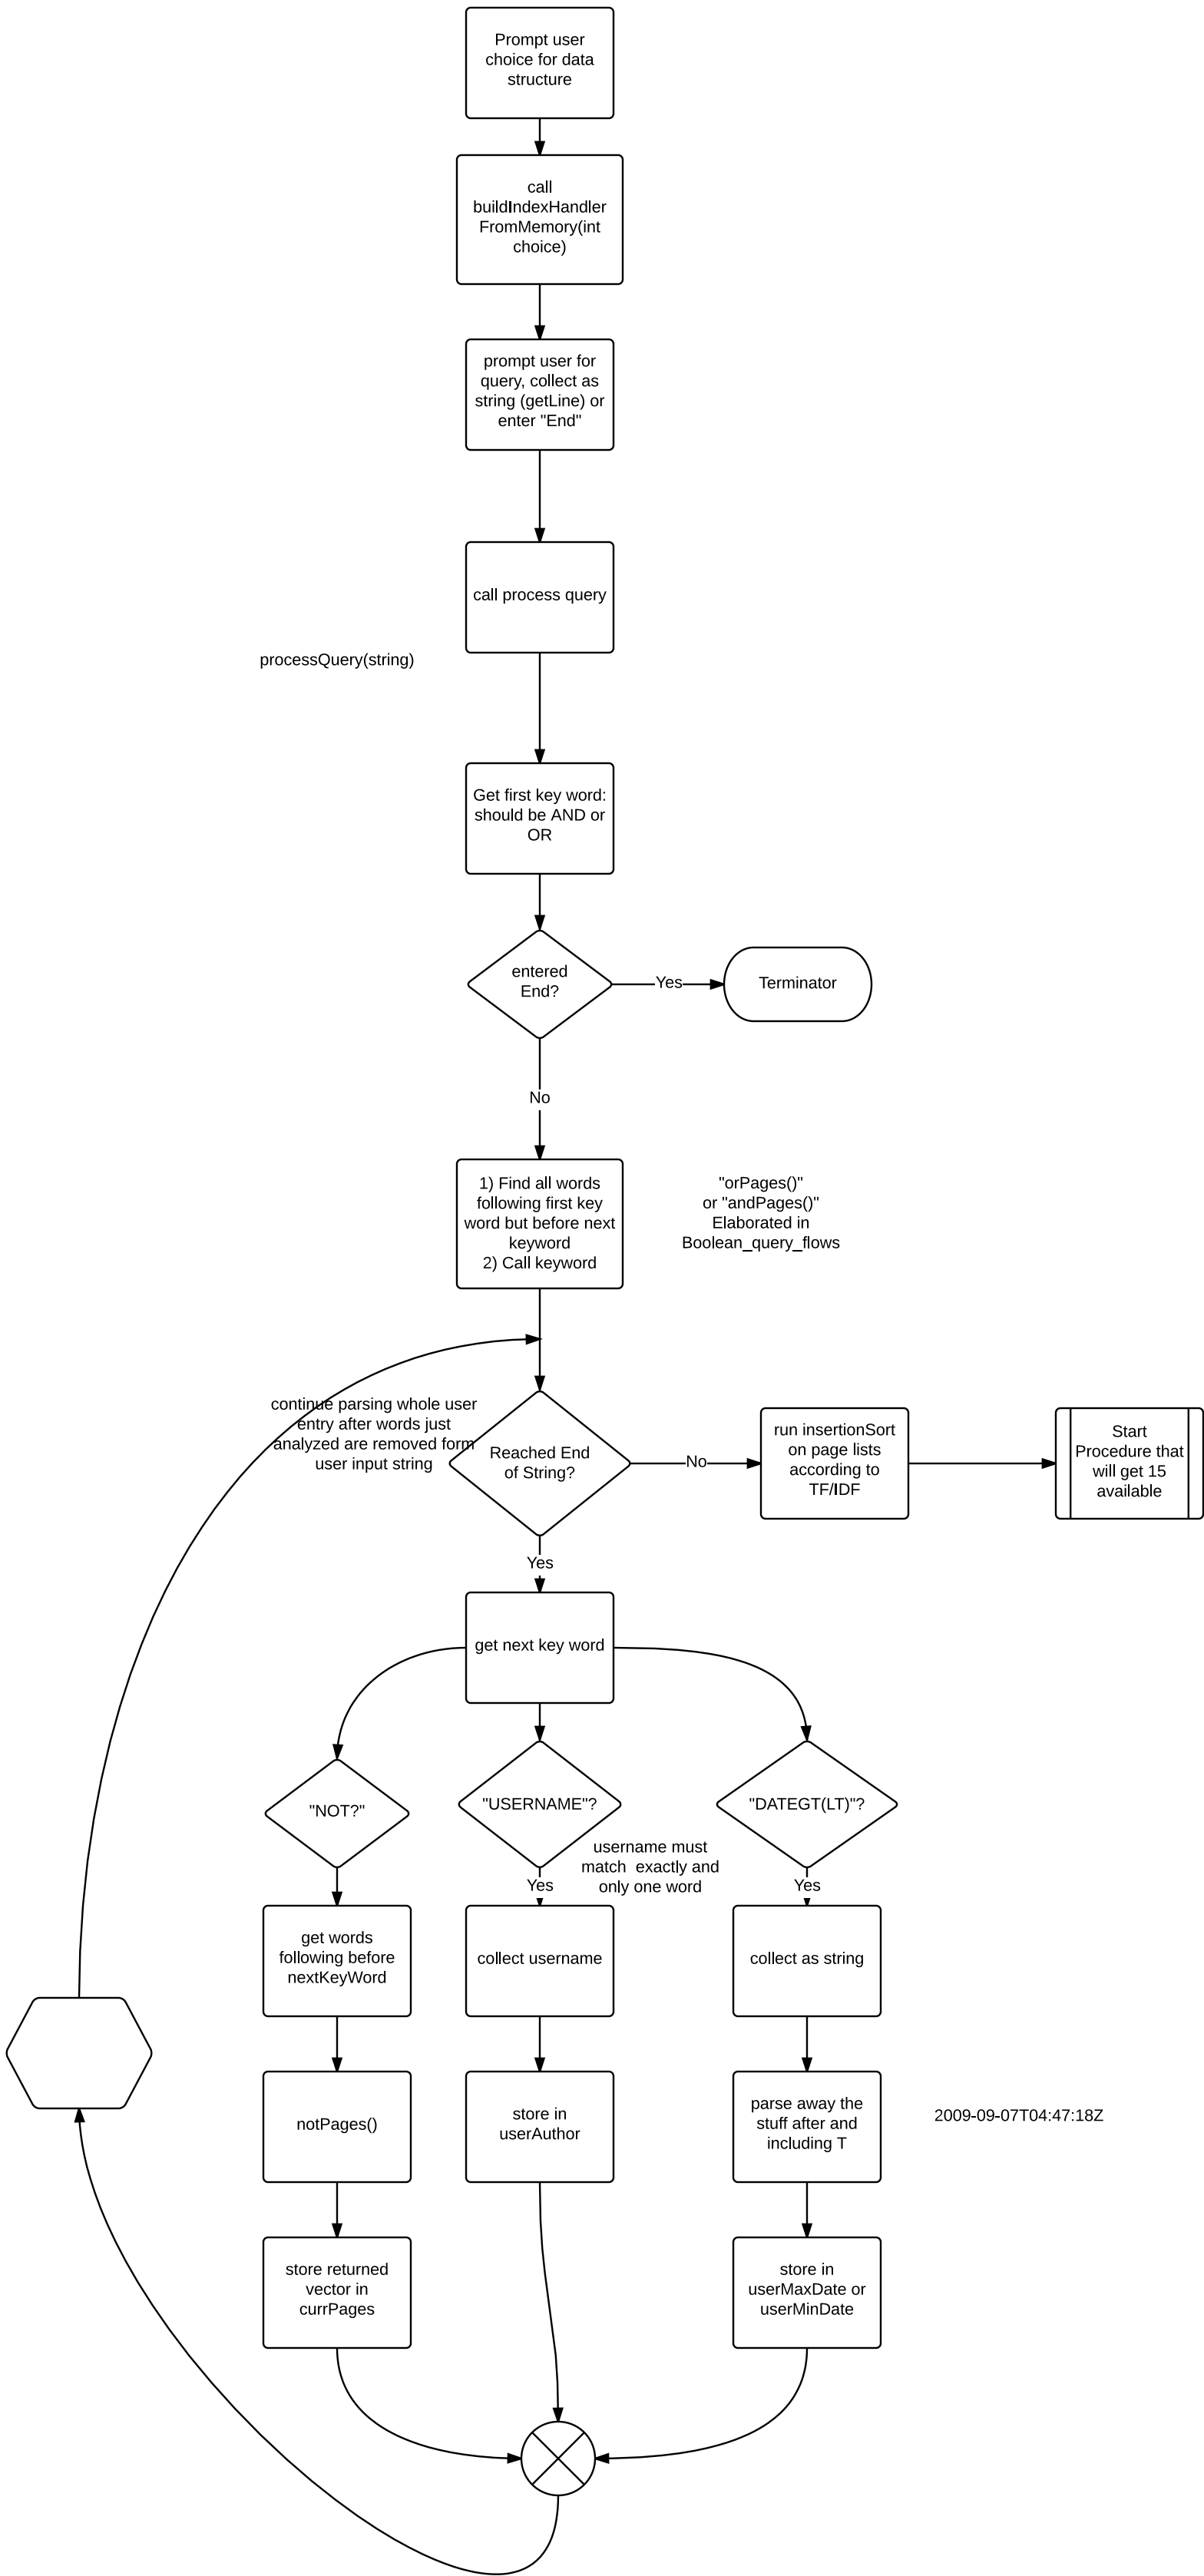 Prompt user
choice for data
structure
call
buildIndexHandler
FromMemory(int
choice)
prompt user for
query, collect as
string (getLine) or
enter "End"
call process query
processQuery(string)
Get first key word:
should be AND or
OR
entered
End?
Yes
Terminator
No
1) Find all words
following first key
word but before next
keyword
2) Call keyword
"orPages()"
or "andPages()"
Elaborated in
Boolean_query_flows
continue parsing whole user
entry after words just
analyzed are removed form
user input string
Reached End
of String?
No
run insertionSort
on page lists
according to
TF/IDF
Start
Procedure that
will get 15
available
Yes
get next key word
"NOT?"
"USERNAME"?
"DATEGT(LT)"?
username must
match  exactly and
only one word
Yes
Yes
get words
following before
nextKeyWord
collect username
collect as string
notPages()
store in
userAuthor
parse away the
stuff after and
including T
2009-09-07T04:47:18Z
store returned
vector in
currPages
store in
userMaxDate or
userMinDate